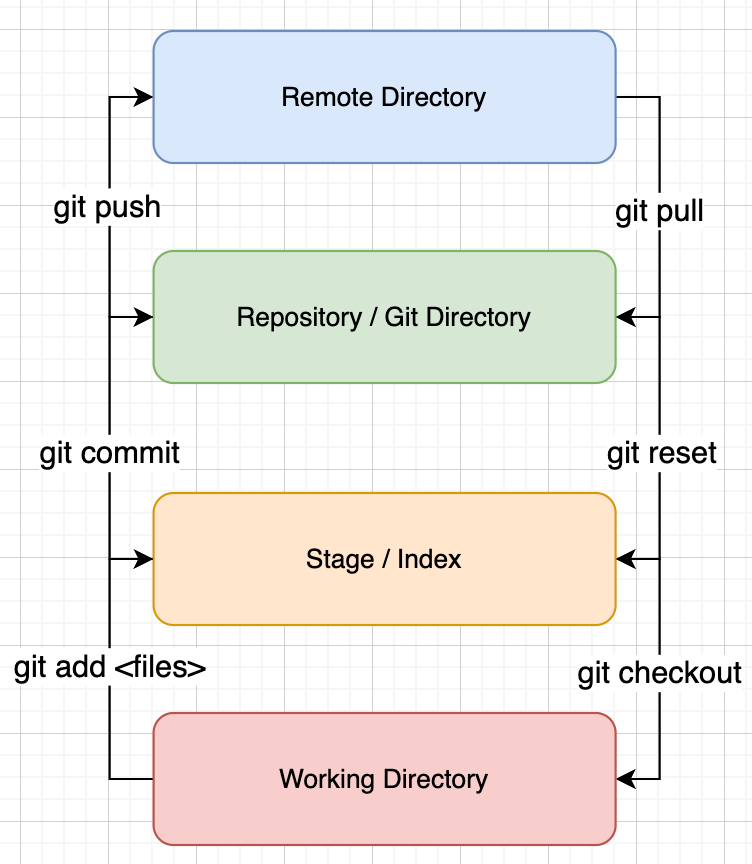 Remote Directory
git push
git pull
Repository / Git Directory
git commit
git reset
Stage / Index
git add <files>
git checkout
Working Directory